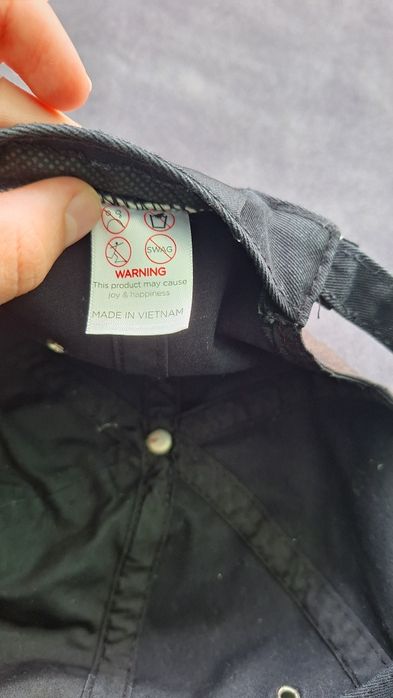 SWAG
WARNING
This product may cause
joy & happiness
MADE IN VIETNAM